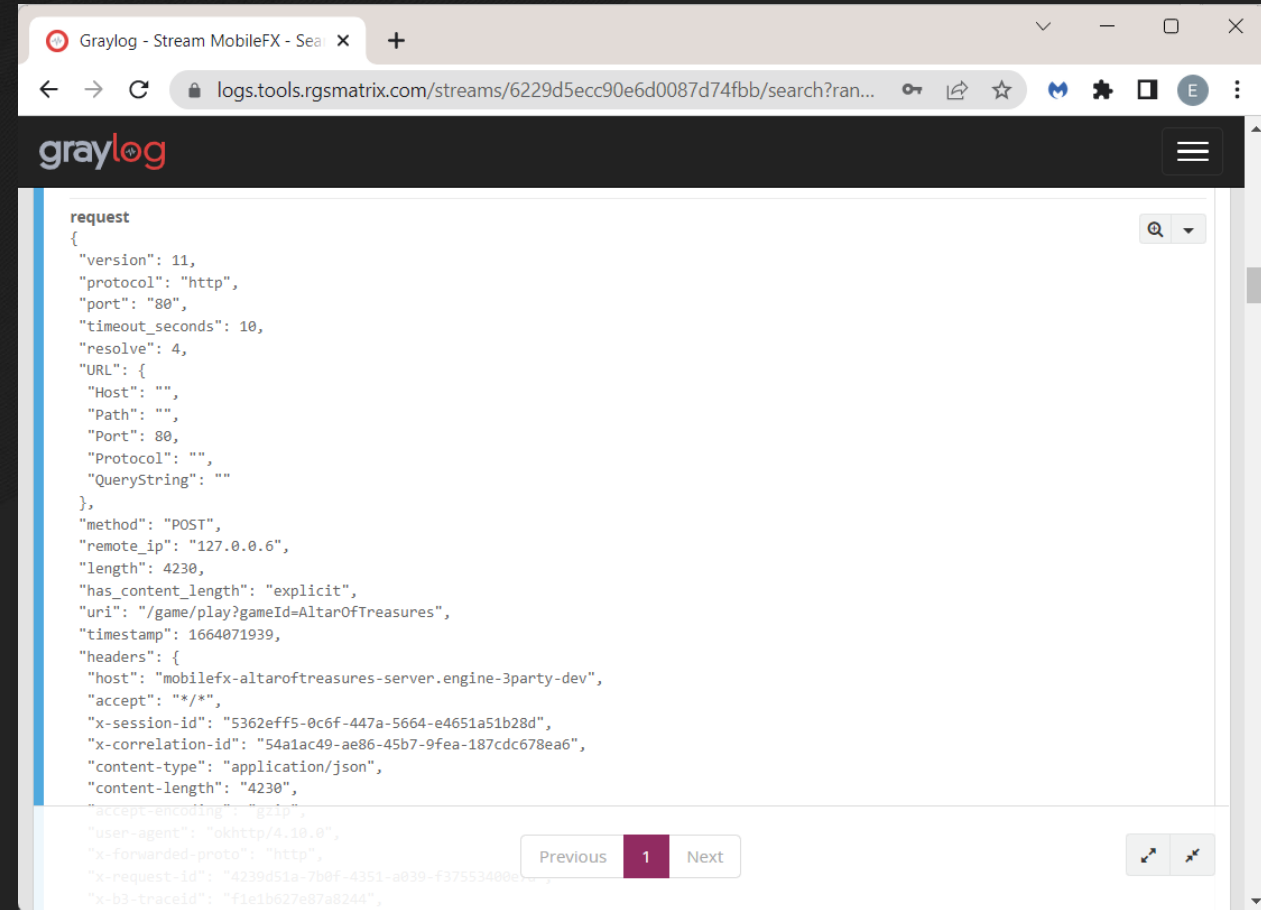 Graylog - Stream MobileFX - Sea
logs.tools.rgsmatrix.com/streams/6229d5ecc90e6d0087d74fbb/search?ran...
E
graylog
request
{
"version": 11,
"protocol": "http",
"port": "80",
"timeout_seconds": 10,
"resolve": 4,
"URL": {
"Host": "",
"Path": "",
"Port": 80,
"Protocol": "",
"QueryString": ""
},
"method": "POST",
"remote_ip": "127.0.0.6",
"length": 4230,
"has_content_length": "explicit",
"uri": "/game/play?gameId=AltarOfTreasures",
"timestamp": 1664071939,
"headers": {
"host": "mobilefx-altaroftreasures-server.engine-3party-dev",
"accept": "*/*",
"x-session-id": "5362eff5-0c6f-447a-5664-e4651a51b28d",
"x-correlation-id": "54a1ac49-ae86-45b7-9fea-187cdc678ea6",
"content-type": "application/json",
"content-length": "4230",
"accept-encoding": "gzip",
"user-agent": "okhttp/4.10.0",
"x-forwarded-proto": "http",
"x-request-id":
"x-b3-traceid": "f1e1b627e87a8244",
Previous 1 Next